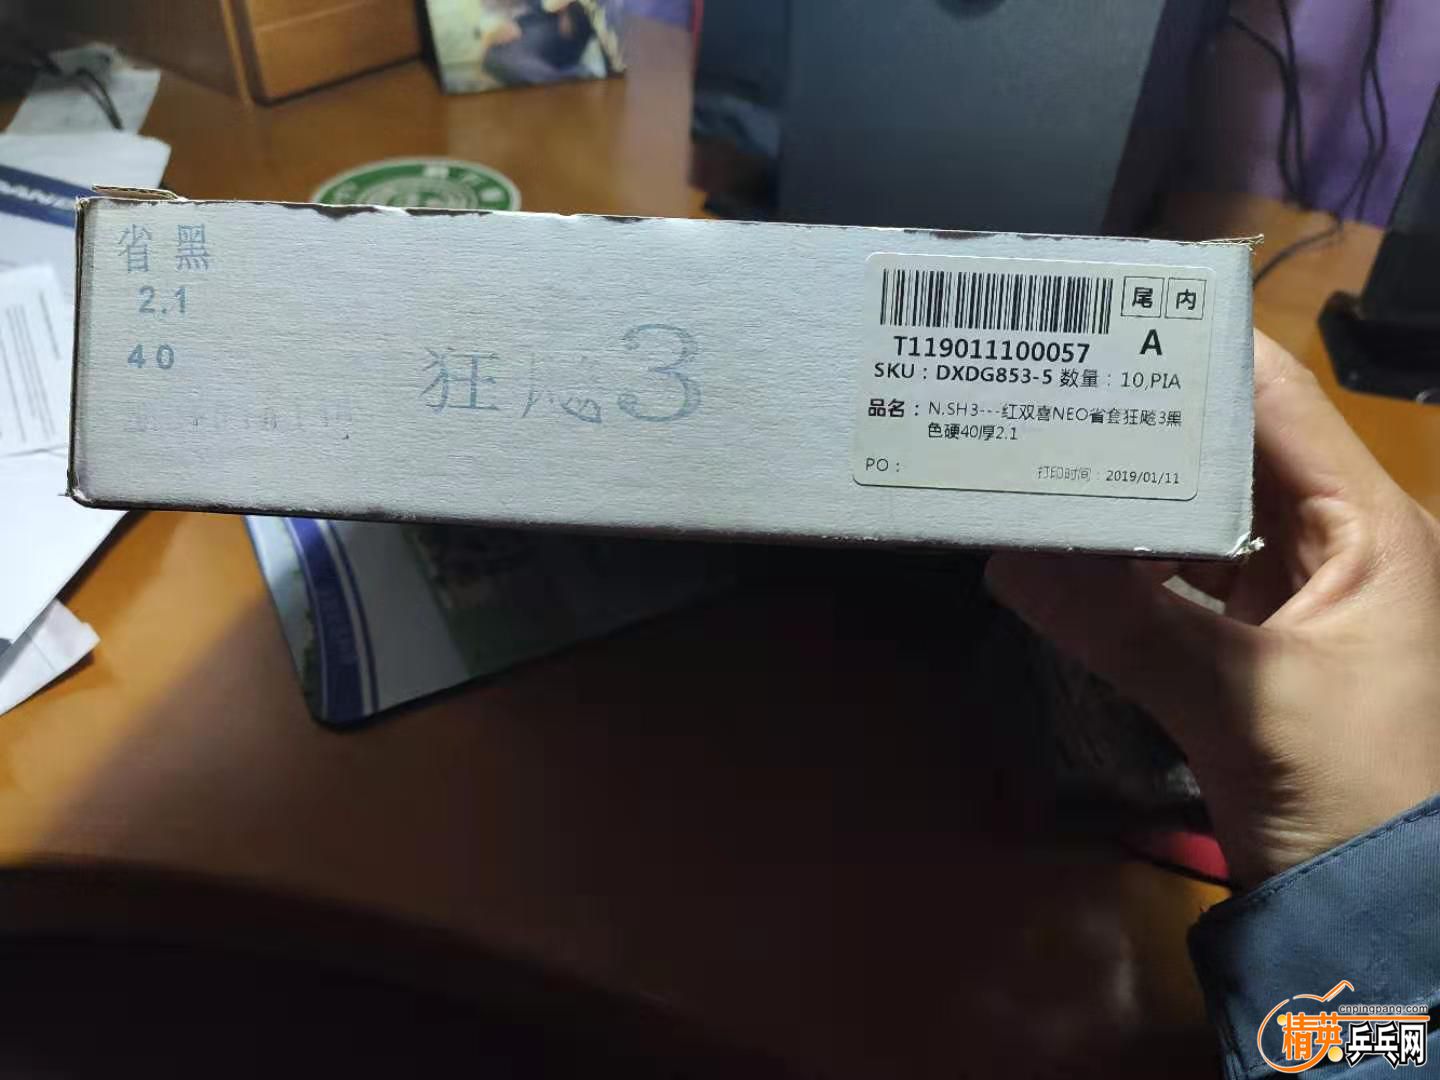 省 黑
2.1
40
狂飚3
尾 内
T119011100057 A
SKU：DXDG853-5 数量：10,PIA
品名：N.SH3---红双喜NEO省套狂飚3黑
色硬40厚2.1
PO：
打印时间：2019/01/11
cnpingpang.com
精英乒乓网